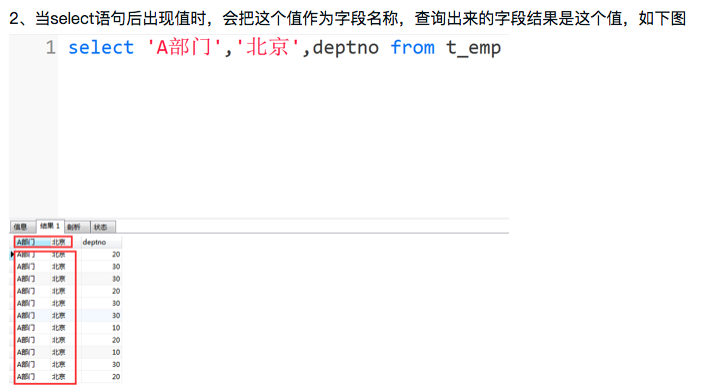 2、当select语句后出现值时，会把这个值作为字段名称，查询出来的字段结果是这个值，如下图
1 select 'A部门','北京',deptno from t_emp
信息 结果 1 剖析 状态
A部门 北京 deptno
A部门 北京 20
A部门 北京 30
A部门 北京 30
A部门 北京 20
A部门 北京 30
A部门 北京 30
A部门 北京 10
A部门 北京 20
A部门 北京 10
A部门 北京 30
A部门 北京 20